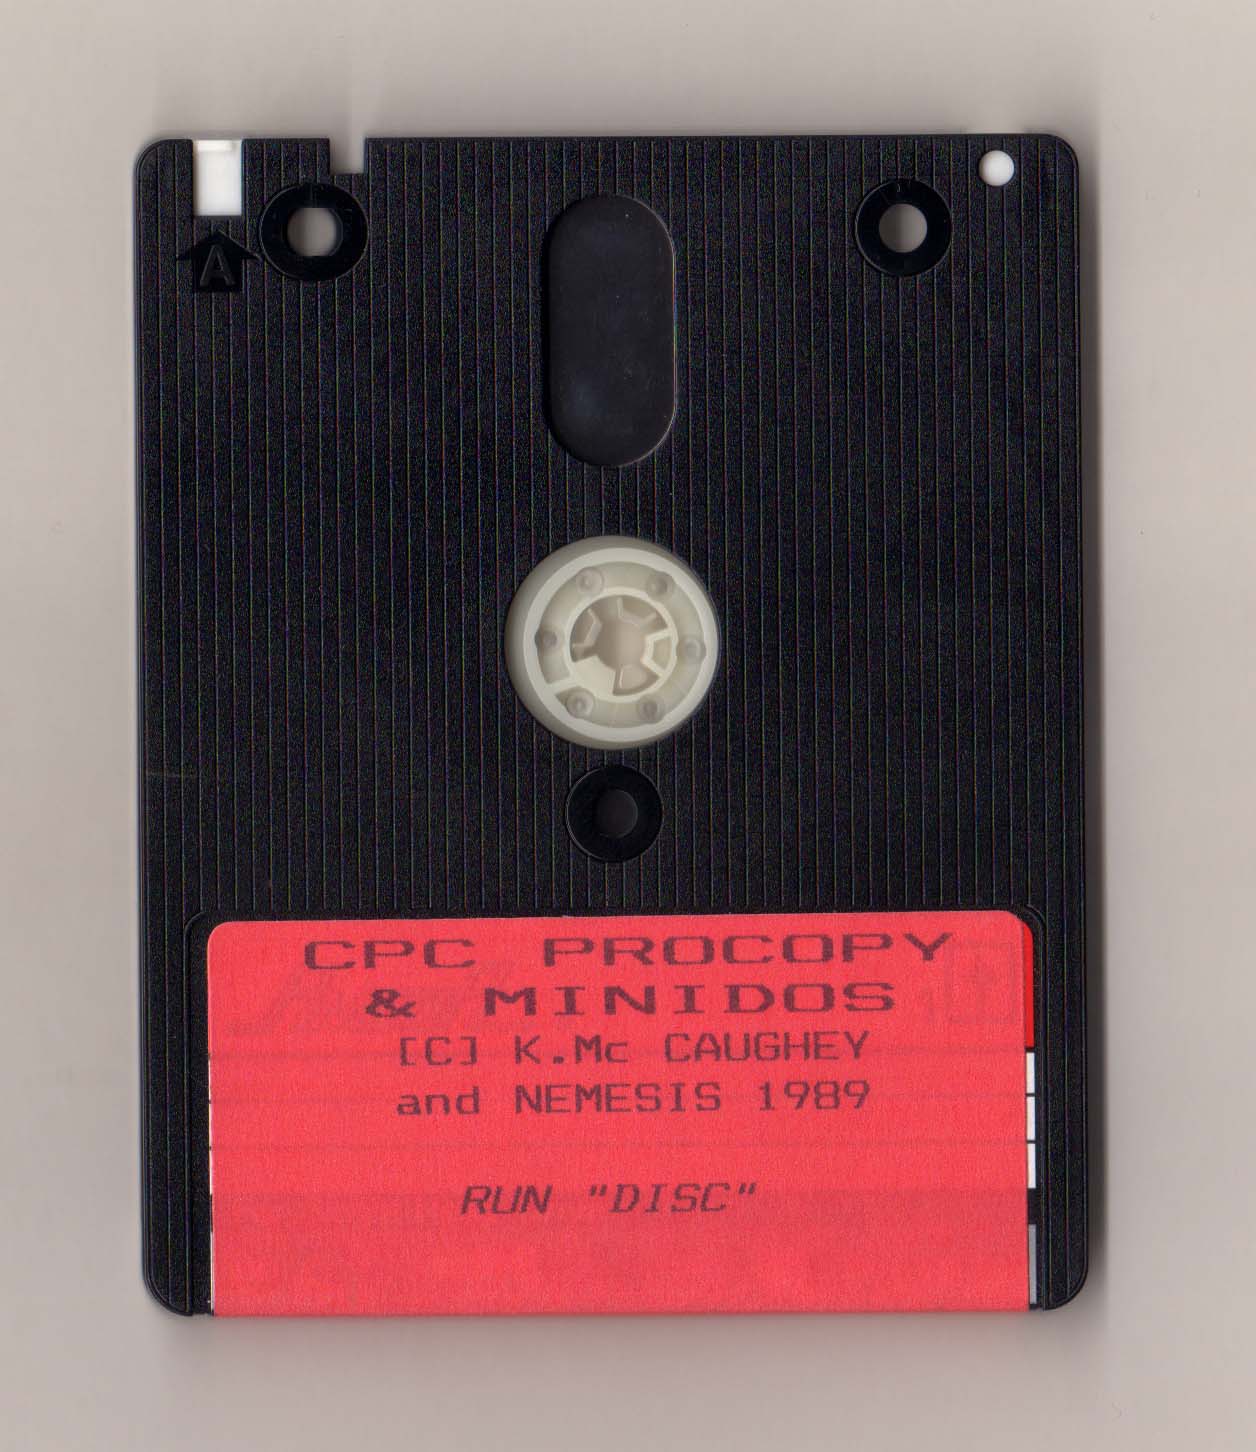 A
CPC PROCOPY
& MINIDOS
[C] K.Mc CAUGHEY
and NEMESIS 1989
RUN "DISC"